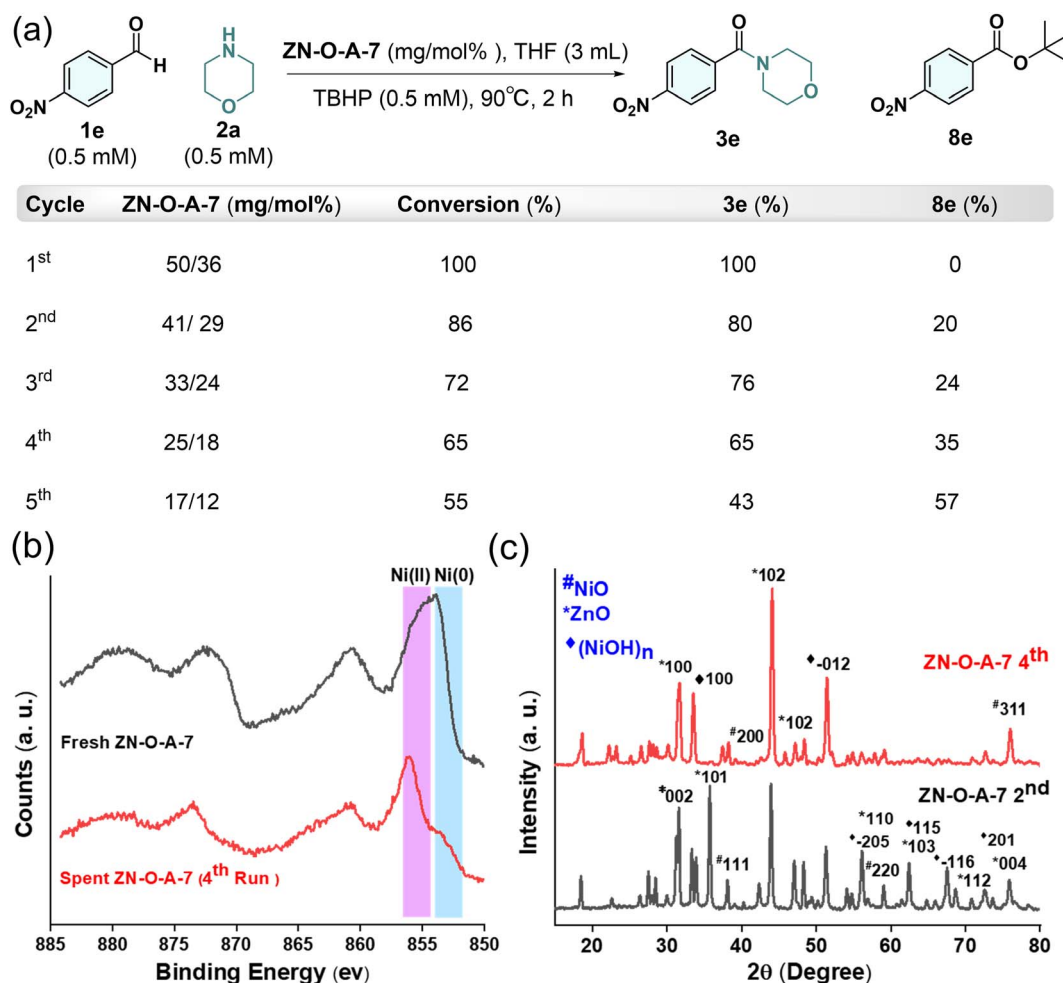 (a)
O
H
O₂N
1e
(0.5 mM)
H
N
O
2a
(0.5 mM)
ZN-O-A-7 (mg/mol% ), THF (3 mL)
TBHP (0.5 mM), 90℃, 2 h
O
N
O
O₂N
3e
O
O
O₂N
8e
Cycle ZN-O-A-7 (mg/mol%) Conversion (%) 3e (%) 8e (%)
1st 50/36 100 100 0
2nd 41/ 29 86 80 20
3rd 33/24 72 76 24
4th 25/18 65 65 35
5th 17/12 55 43 57
(b)
Ni(II) Ni(0)
Fresh ZN-O-A-7
Spent ZN-O-A-7 (4th Run )
Counts (a. u.)
885 880 875 870 865 860 855 850
Binding Energy (ev)
(c)
#NiO
*ZnO
♦(NiOH)n
*102
*100
♦100
#200
*102
♦-012
ZN-O-A-7 4th
#311
ZN-O-A-7 2nd
*002
*101
#111
*110
♦-205
#220
♦115
*103
♦-116
*112
♦201
*004
Intensity (a. u.)
20 30 40 50 60 70 80
2θ (Degree)